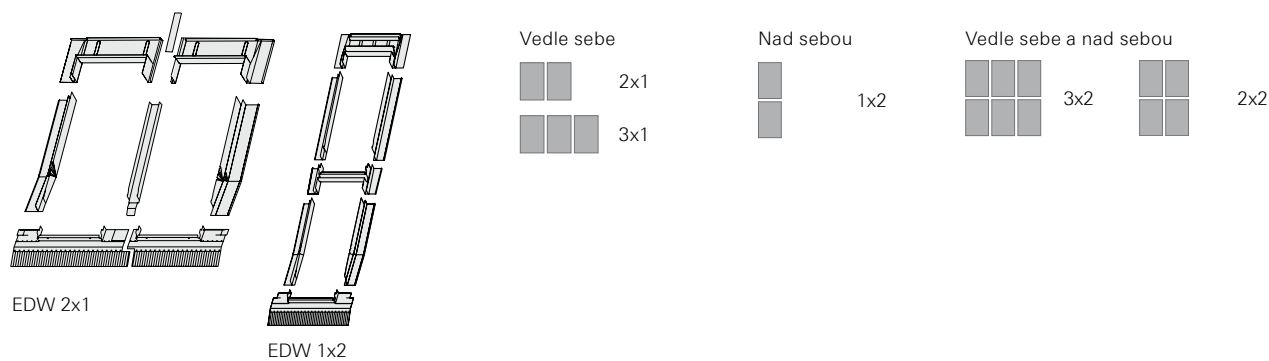 Vedle sebe
2x1
3x1
Nad sebou
1x2
Vedle sebe a nad sebou
3x2
2x2
EDW 2x1
EDW 1x2